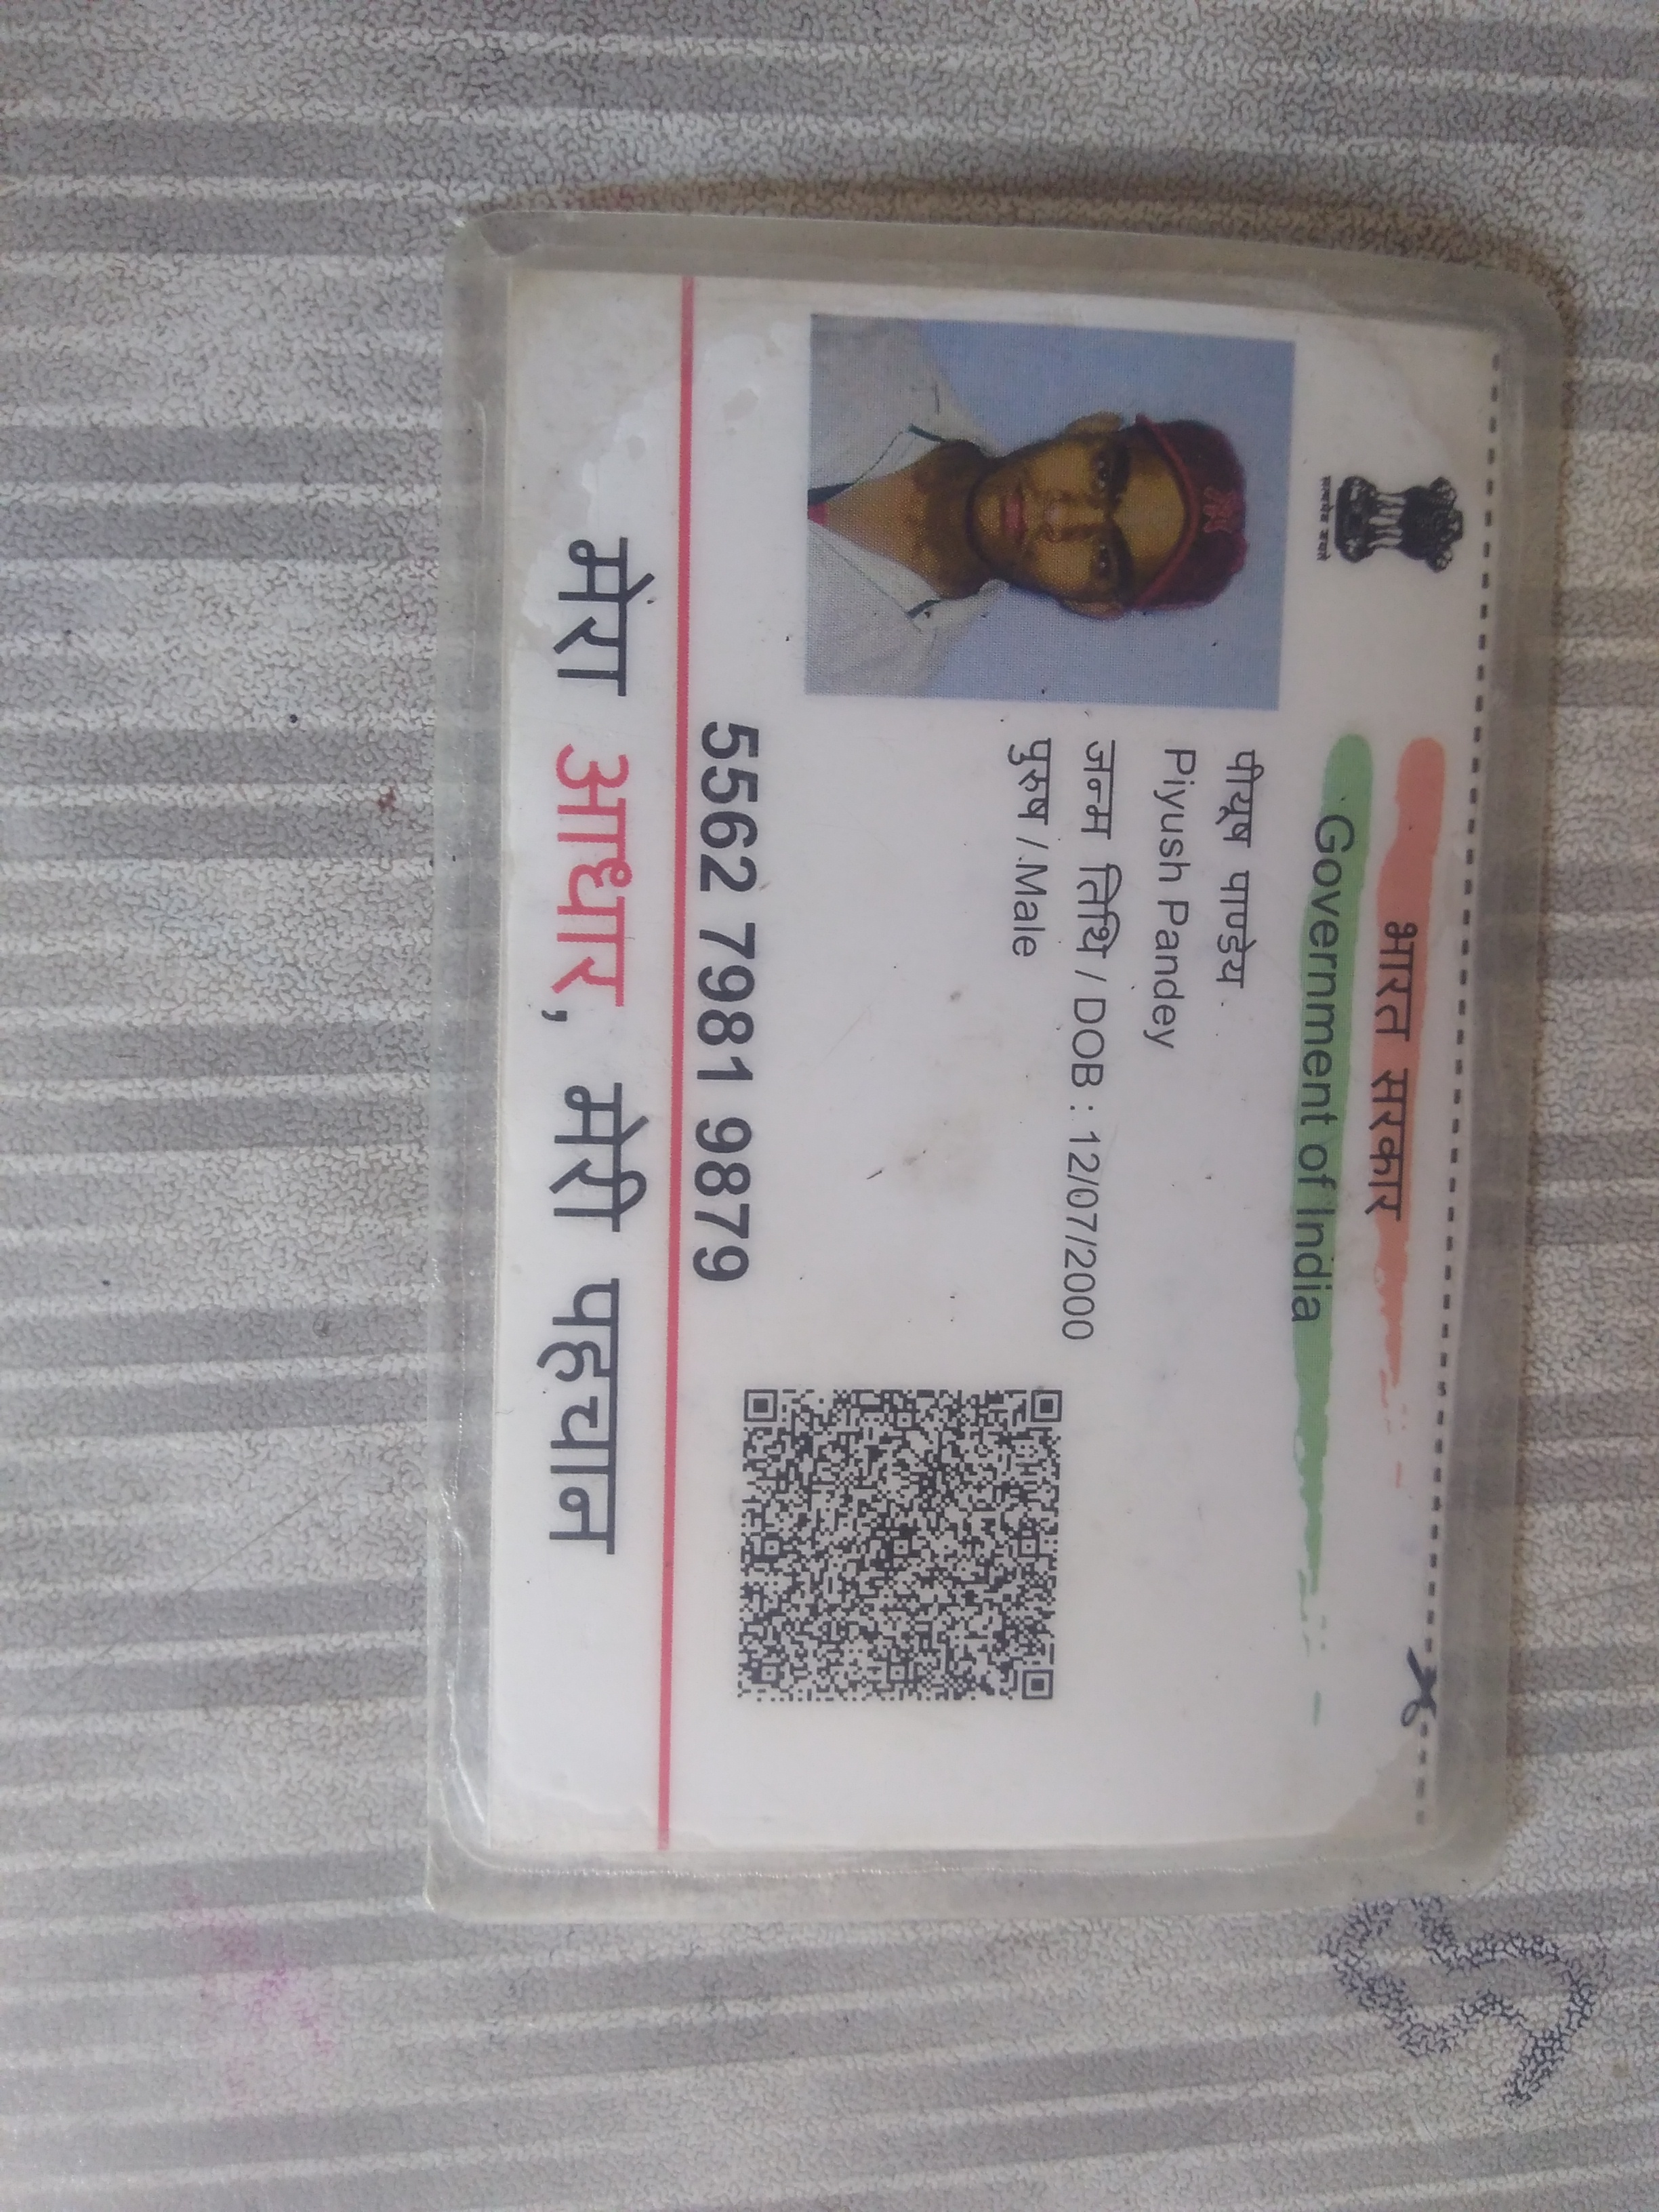 भारत सरकार
Government of India
सत्यमेव जयते
पीयूष पाण्डेय
Piyush Pandey
जन्म तिथि / DOB : 12/07/2000
पुरुष / Male
5562 7981 9879
मेरा आधार, मेरी पहचान